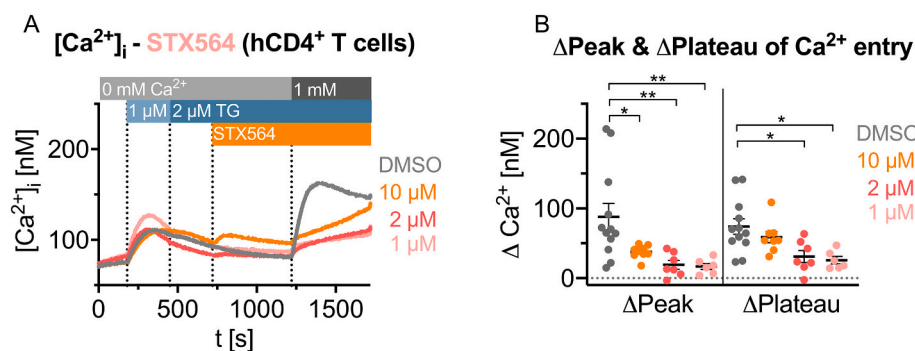 A
[Ca²⁺]ᵢ - STX564 (hCD4⁺ T cells)
0 mM Ca²⁺
1 mM
1 µM
2 µM TG
STX564
200
100
[Ca²⁺]ᵢ [nM]
0
500
1000
1500
t [s]
DMSO
10 µM
2 µM
1 µM
B
ΔPeak & ΔPlateau of Ca²⁺ entry
**
**
*
*
*
300
200
100
0
Δ Ca²⁺ [nM]
ΔPeak
ΔPlateau
DMSO
10 µM
2 µM
1 µM